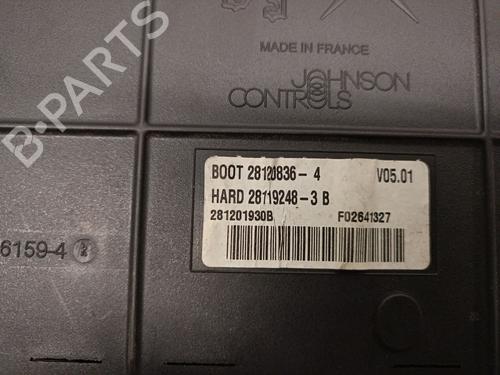 MADE IN FRANCE
JOHNSON
CONTROLS
B-PARTS
BOOT 28120836-4 V05.01
HARD 28119248-3 B
281201930B F02641327
6159-4